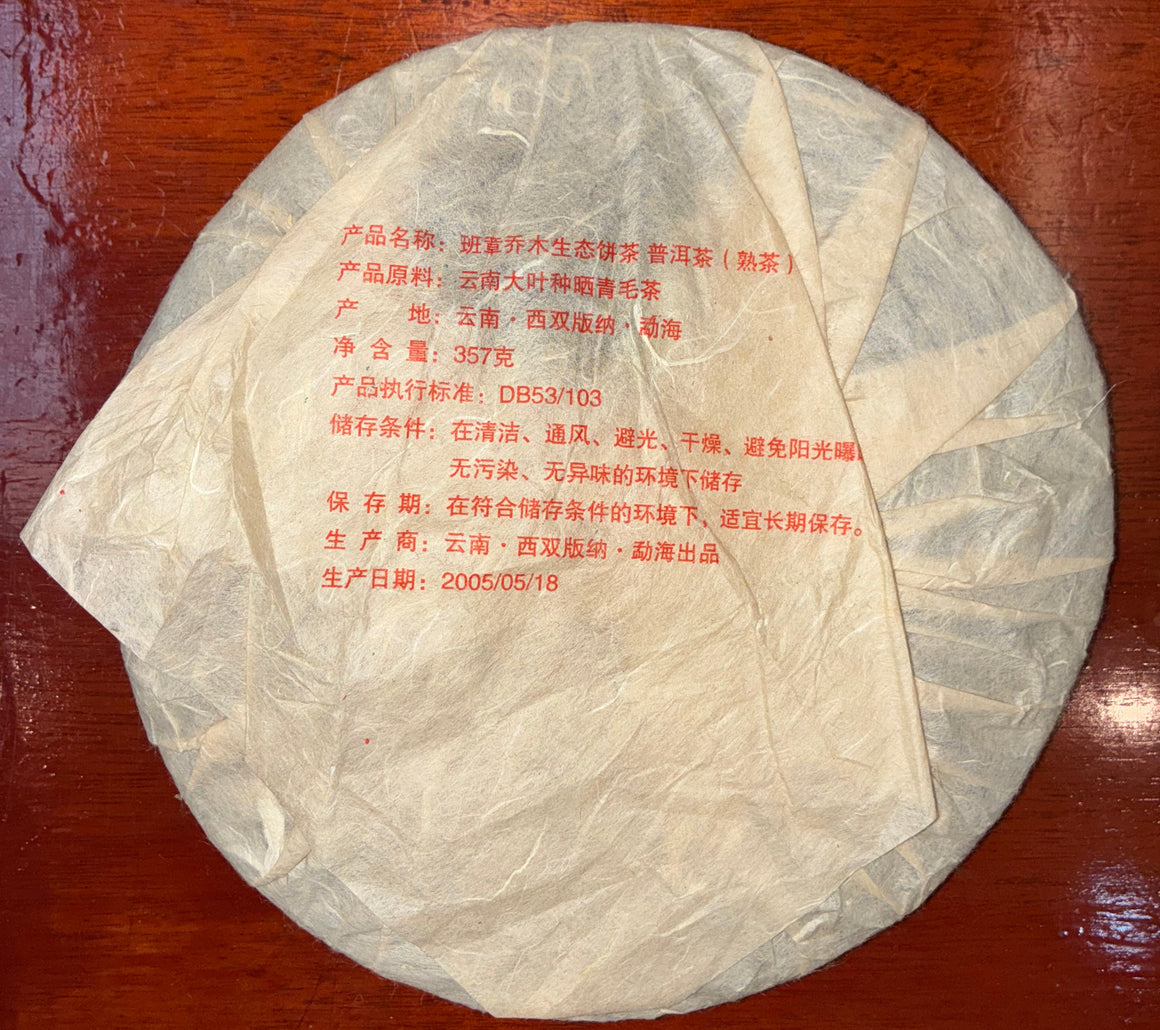 产品名称：班章乔木生态饼茶 普洱茶（熟茶）
产品原料：云南大叶种晒青毛茶
产　　地：云南·西双版纳·勐海
净 含 量：357克
产品执行标准：DB53/103
储存条件：在清洁、通风、避光、干燥、避免阳光曝
无污染、无异味的环境下储存
保 存 期：在符合储存条件的环境下，适宜长期保存。
生 产 商：云南·西双版纳·勐海出品
生产日期：2005/05/18